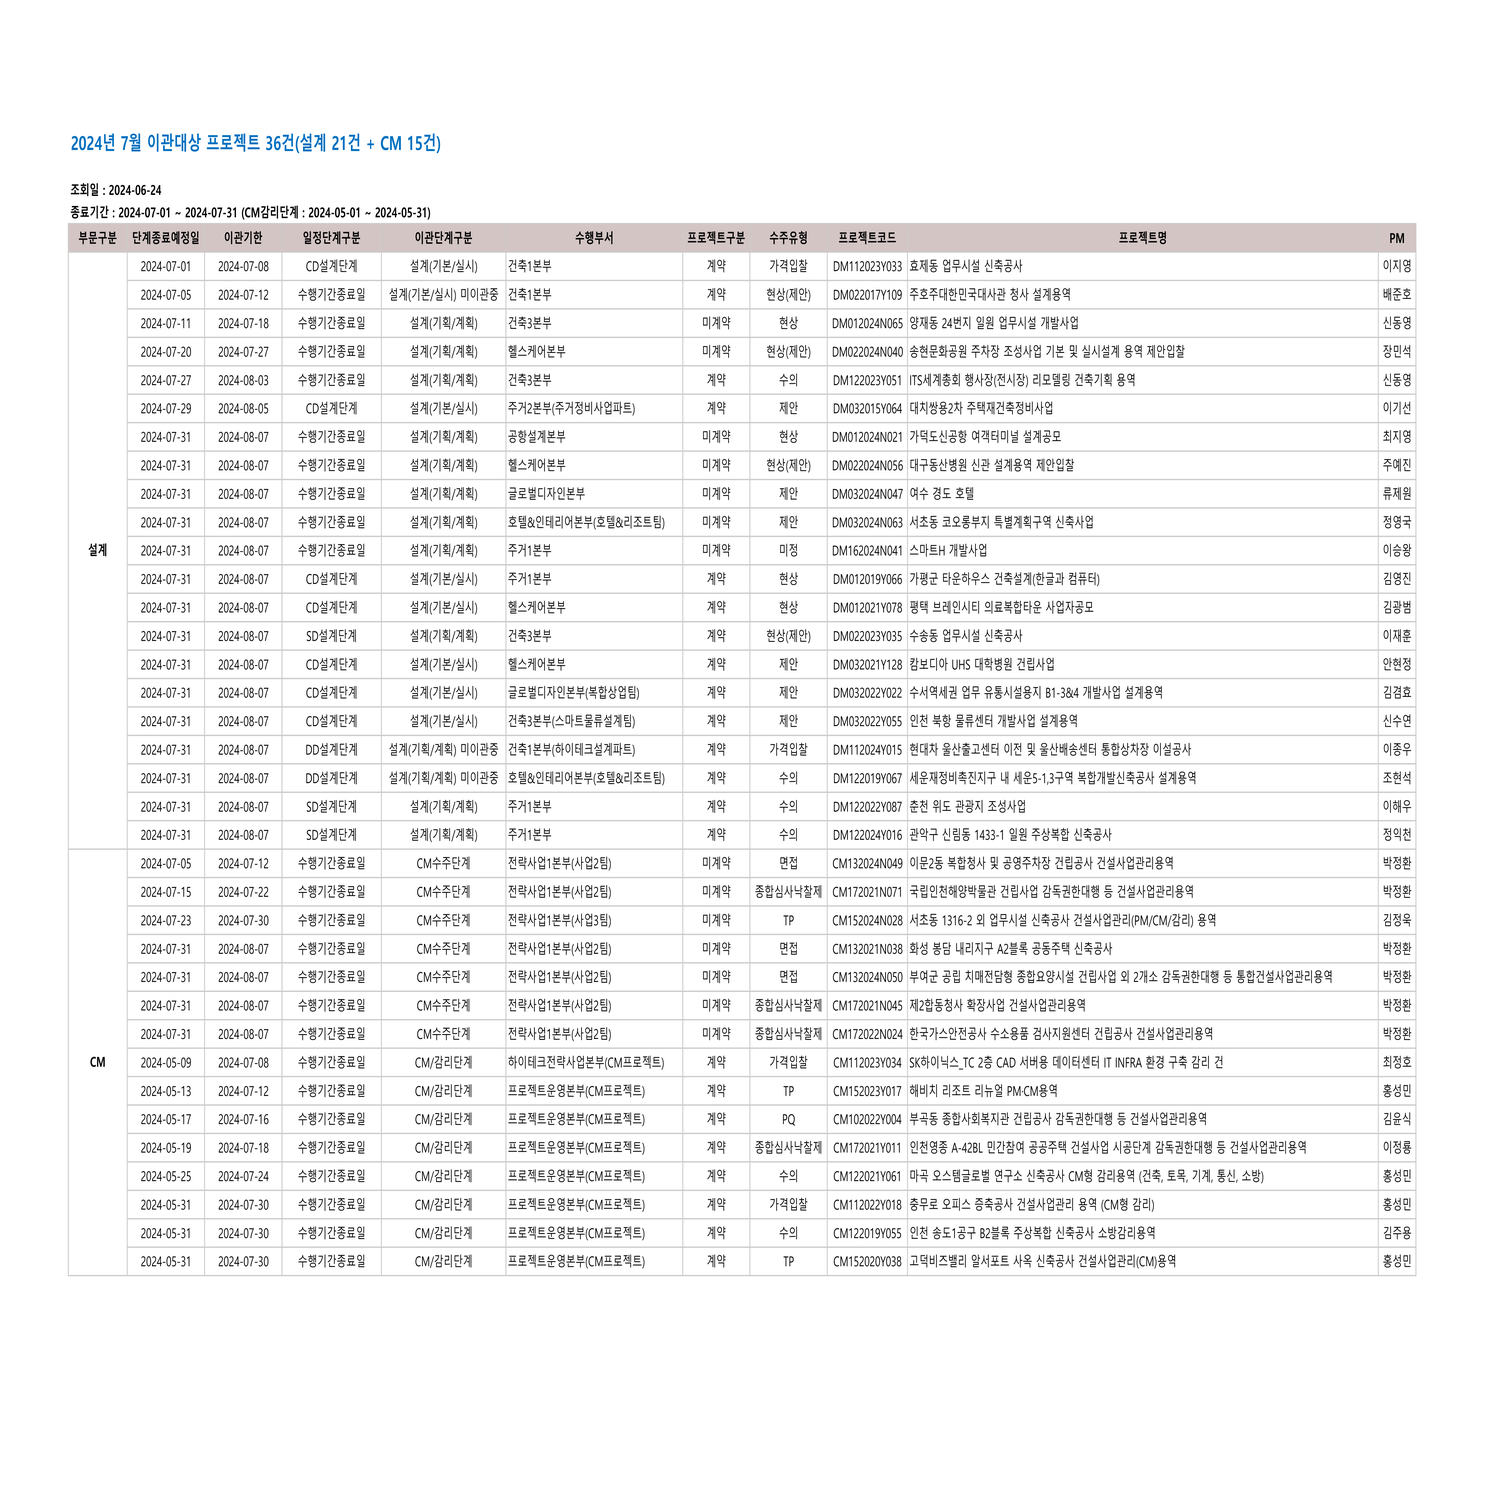 2024년 7월 이관대상 프로젝트 36건(설계 21건 + CM 15건)
조회일 : 2024-06-24
종료기간 : 2024-07-01 ~ 2024-07-31 (CM감리단계 : 2024-05-01 ~ 2024-05-31)
부문구분 단계종료예정일 이관기한 일정단계구분 이관단계구분 수행부서 프로젝트구분 수주유형 프로젝트코드 프로젝트명 PM
설계
2024-07-01 2024-07-08 CD설계단계 설계(기본/실시) 건축1본부 계약 가격입찰 DM112023Y033 효제동 업무시설 신축공사 이지영
2024-07-05 2024-07-12 수행기간종료일 설계(기본/실시) 미이관중 건축1본부 계약 현상(제안) DM022017Y109 주호주대한민국대사관 청사 설계용역 배준호
2024-07-11 2024-07-18 수행기간종료일 설계(기획/계획) 건축3본부 미계약 현상 DM012024N065 양재동 24번지 일원 업무시설 개발사업 신동영
2024-07-20 2024-07-27 수행기간종료일 설계(기획/계획) 헬스케어본부 미계약 현상(제안) DM022024N040 송현문화공원 주차장 조성사업 기본 및 실시설계 용역 제안입찰 장민석
2024-07-27 2024-08-03 수행기간종료일 설계(기획/계획) 건축3본부 계약 수의 DM122023Y051 ITS세계총회 행사장(전시장) 리모델링 건축기획 용역 신동영
2024-07-29 2024-08-05 CD설계단계 설계(기본/실시) 주거2본부(주거정비사업파트) 계약 제안 DM032015Y064 대치쌍용2차 주택재건축정비사업 이기선
2024-07-31 2024-08-07 수행기간종료일 설계(기획/계획) 공항설계본부 미계약 현상 DM012024N021 가덕도신공항 여객터미널 설계공모 최지영
2024-07-31 2024-08-07 수행기간종료일 설계(기획/계획) 헬스케어본부 미계약 현상(제안) DM022024N056 대구동산병원 신관 설계용역 제안입찰 주예진
2024-07-31 2024-08-07 수행기간종료일 설계(기획/계획) 글로벌디자인본부 미계약 제안 DM032024N047 여수 경도 호텔 류제원
2024-07-31 2024-08-07 수행기간종료일 설계(기획/계획) 호텔&인테리어본부(호텔&리조트팀) 미계약 제안 DM032024N063 서초동 코오롱부지 특별계획구역 신축사업 정영국
2024-07-31 2024-08-07 수행기간종료일 설계(기획/계획) 주거1본부 미계약 미정 DM162024N041 스마트H 개발사업 이승왕
2024-07-31 2024-08-07 CD설계단계 설계(기본/실시) 주거1본부 계약 현상 DM012019Y066 가평군 타운하우스 건축설계(한글과 컴퓨터) 김영진
2024-07-31 2024-08-07 CD설계단계 설계(기본/실시) 헬스케어본부 계약 현상 DM012021Y078 평택 브레인시티 의료복합타운 사업자공모 김광범
2024-07-31 2024-08-07 SD설계단계 설계(기획/계획) 건축3본부 계약 현상(제안) DM022023Y035 수송동 업무시설 신축공사 이재훈
2024-07-31 2024-08-07 CD설계단계 설계(기본/실시) 헬스케어본부 계약 제안 DM032021Y128 캄보디아 UHS 대학병원 건립사업 안현정
2024-07-31 2024-08-07 CD설계단계 설계(기본/실시) 글로벌디자인본부(복합상업팀) 계약 제안 DM032022Y022 수서역세권 업무 유통시설용지 B1-3&4 개발사업 설계용역 김겸효
2024-07-31 2024-08-07 CD설계단계 설계(기본/실시) 건축3본부(스마트물류설계팀) 계약 제안 DM032022Y055 인천 북항 물류센터 개발사업 설계용역 신수연
2024-07-31 2024-08-07 DD설계단계 설계(기획/계획) 미이관중 건축1본부(하이테크설계파트) 계약 가격입찰 DM112024Y015 현대차 울산출고센터 이전 및 울산배송센터 통합상차장 이설공사 이종우
2024-07-31 2024-08-07 DD설계단계 설계(기획/계획) 미이관중 호텔&인테리어본부(호텔&리조트팀) 계약 수의 DM122019Y067 세운재정비촉진지구 내 세운5-1,3구역 복합개발신축공사 설계용역 조현석
2024-07-31 2024-08-07 SD설계단계 설계(기획/계획) 주거1본부 계약 수의 DM122022Y087 춘천 위도 관광지 조성사업 이해우
2024-07-31 2024-08-07 SD설계단계 설계(기획/계획) 주거1본부 계약 수의 DM122024Y016 관악구 신림동 1433-1 일원 주상복합 신축공사 정익천
CM
2024-07-05 2024-07-12 수행기간종료일 CM수주단계 전략사업1본부(사업2팀) 미계약 면접 CM132024N049 이문2동 복합청사 및 공영주차장 건립공사 건설사업관리용역 박정환
2024-07-15 2024-07-22 수행기간종료일 CM수주단계 전략사업1본부(사업2팀) 미계약 종합심사낙찰제 CM172021N071 국립인천해양박물관 건립사업 감독권한대행 등 건설사업관리용역 박정환
2024-07-23 2024-07-30 수행기간종료일 CM수주단계 전략사업1본부(사업3팀) 미계약 TP CM152024N028 서초동 1316-2 외 업무시설 신축공사 건설사업관리(PM/CM/감리) 용역 김정욱
2024-07-31 2024-08-07 수행기간종료일 CM수주단계 전략사업1본부(사업2팀) 미계약 면접 CM132021N038 화성 봉담 내리지구 A2블록 공동주택 신축공사 박정환
2024-07-31 2024-08-07 수행기간종료일 CM수주단계 전략사업1본부(사업2팀) 미계약 면접 CM132024N050 부여군 공립 치매전담형 종합요양시설 건립사업 외 2개소 감독권한대행 등 통합건설사업관리용역 박정환
2024-07-31 2024-08-07 수행기간종료일 CM수주단계 전략사업1본부(사업2팀) 미계약 종합심사낙찰제 CM172021N045 제2합동청사 확장사업 건설사업관리용역 박정환
2024-07-31 2024-08-07 수행기간종료일 CM수주단계 전략사업1본부(사업2팀) 미계약 종합심사낙찰제 CM172022N024 한국가스안전공사 수소용품 검사지원센터 건립공사 건설사업관리용역 박정환
2024-05-09 2024-07-08 수행기간종료일 CM/감리단계 하이테크전략사업본부(CM프로젝트) 계약 가격입찰 CM112023Y034 SK하이닉스_TC 2층 CAD 서버용 데이터센터 IT INFRA 환경 구축 감리 건 최정호
2024-05-13 2024-07-12 수행기간종료일 CM/감리단계 프로젝트운영본부(CM프로젝트) 계약 TP CM152023Y017 해비치 리조트 리뉴얼 PM·CM용역 홍성민
2024-05-17 2024-07-16 수행기간종료일 CM/감리단계 프로젝트운영본부(CM프로젝트) 계약 PQ CM102022Y004 부곡동 종합사회복지관 건립공사 감독권한대행 등 건설사업관리용역 김윤식
2024-05-19 2024-07-18 수행기간종료일 CM/감리단계 프로젝트운영본부(CM프로젝트) 계약 종합심사낙찰제 CM172021Y011 인천영종 A-42BL 민간참여 공공주택 건설사업 시공단계 감독권한대행 등 건설사업관리용역 이정룡
2024-05-25 2024-07-24 수행기간종료일 CM/감리단계 프로젝트운영본부(CM프로젝트) 계약 수의 CM122021Y061 마곡 오스템글로벌 연구소 신축공사 CM형 감리용역 (건축, 토목, 기계, 통신, 소방) 홍성민
2024-05-31 2024-07-30 수행기간종료일 CM/감리단계 프로젝트운영본부(CM프로젝트) 계약 가격입찰 CM112022Y018 충무로 오피스 증축공사 건설사업관리 용역 (CM형 감리) 홍성민
2024-05-31 2024-07-30 수행기간종료일 CM/감리단계 프로젝트운영본부(CM프로젝트) 계약 수의 CM122019Y055 인천 송도1공구 B2블록 주상복합 신축공사 소방감리용역 김주용
2024-05-31 2024-07-30 수행기간종료일 CM/감리단계 프로젝트운영본부(CM프로젝트) 계약 TP CM152020Y038 고덕비즈밸리 알서포트 사옥 신축공사 건설사업관리(CM)용역 홍성민